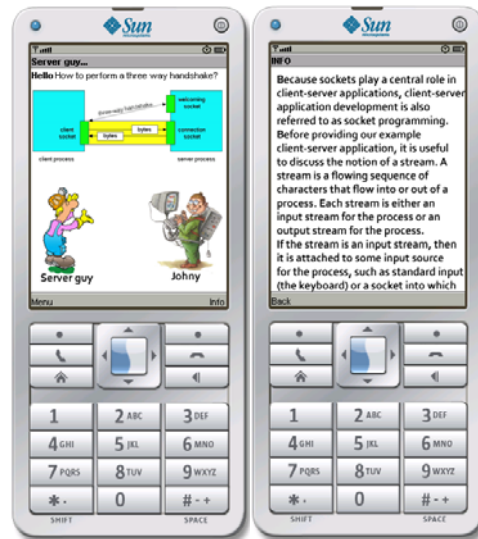 Sun
microsystems
Server guy...
Hello How to perform a three way handshake?
three-way handshake
welcoming
socket
client
socket
bytes
bytes
connection
socket
client process
server process
Server guy
Johny
Menu
Info
1
2 ABC
3 DEF
4 GHI
5 JKL
6 MNO
7 PQRS
8 TUV
9 WXYZ
* .
0
# - +
SHIFT
SPACE
Sun
microsystems
INFO
Because sockets play a central role in
client-server applications, client-server
application development is also
referred to as socket programming.
Before providing our example
client-server application, it is useful
to discuss the notion of a stream. A
stream is a flowing sequence of
characters that flow into or out of a
process. Each stream is either an
input stream for the process or an
output stream for the process.
If the stream is an input stream, then
it is attached to some input source
for the process, such as standard input
(the keyboard) or a socket into which
Back
1
2 ABC
3 DEF
4 GHI
5 JKL
6 MNO
7 PQRS
8 TUV
9 WXYZ
* .
0
# - +
SHIFT
SPACE